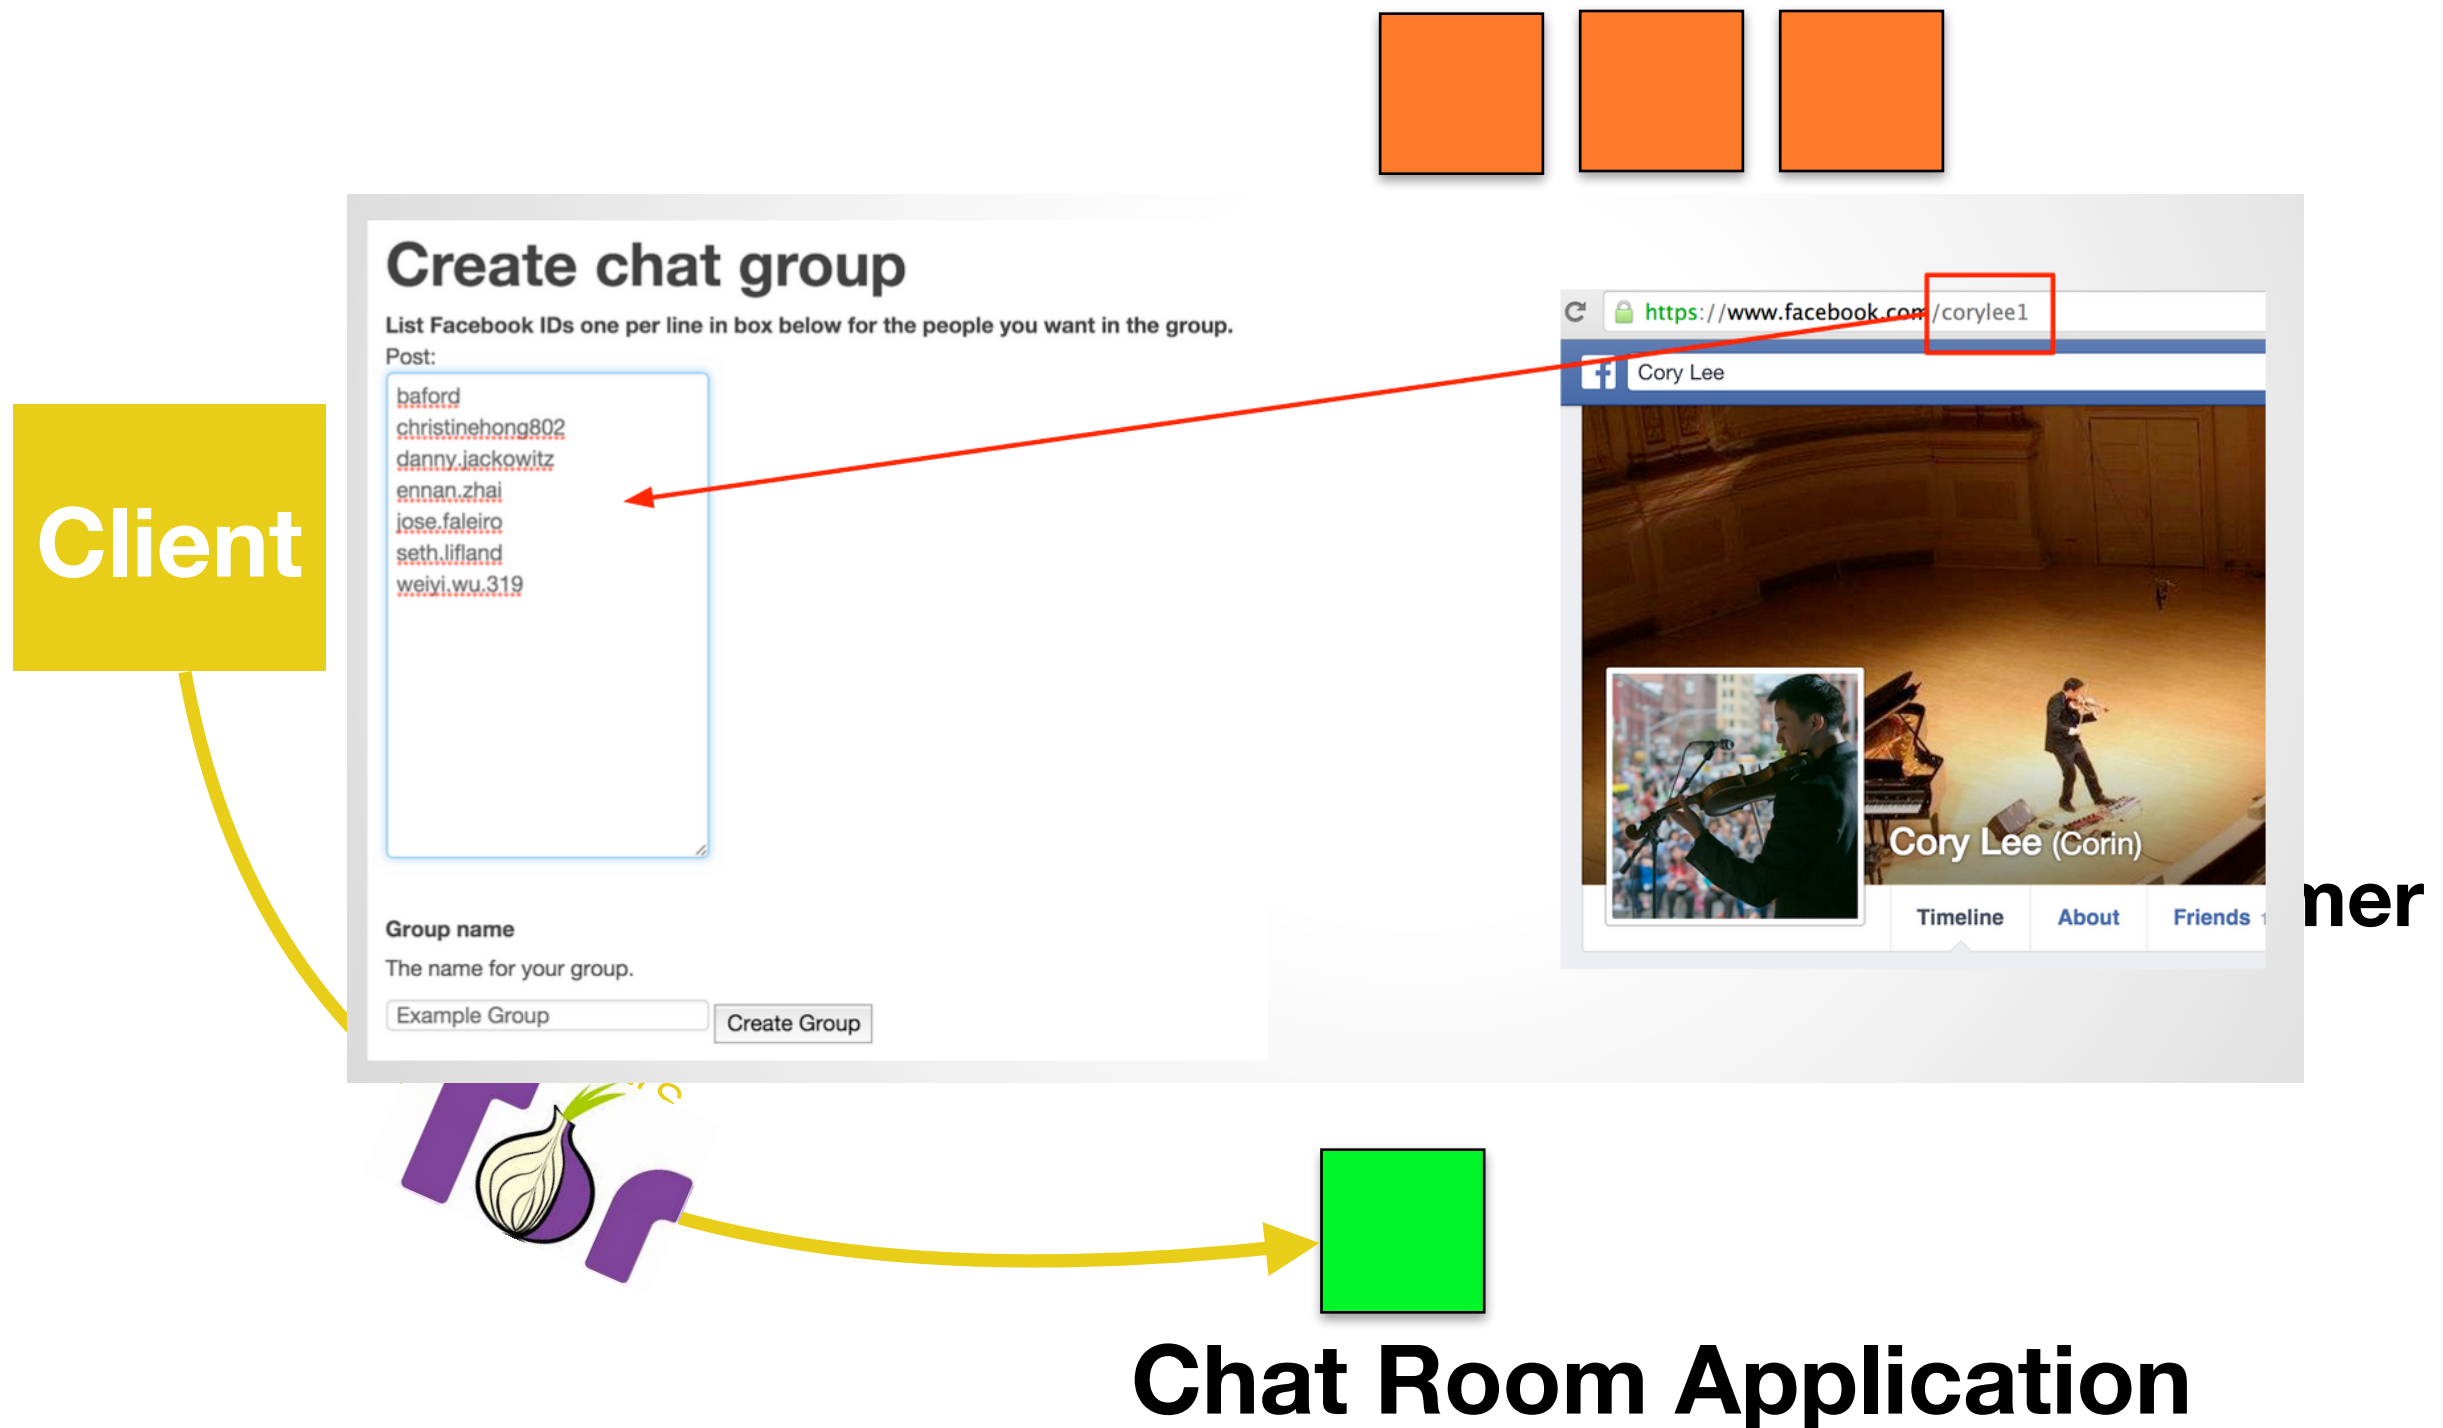 Create chat group
List Facebook IDs one per line in box below for the people you want in the group.
Post:
baford
christinehong802
danny.jackowitz
ennan.zhai
jose.faleiro
seth.lifland
weiyi.wu.319
Group name
The name for your group.
Example Group
Create Group
https://www.facebook.com/corylee1
Cory Lee
Cory Lee (Corin)
Timeline About Friends
Client
Chat Room Application